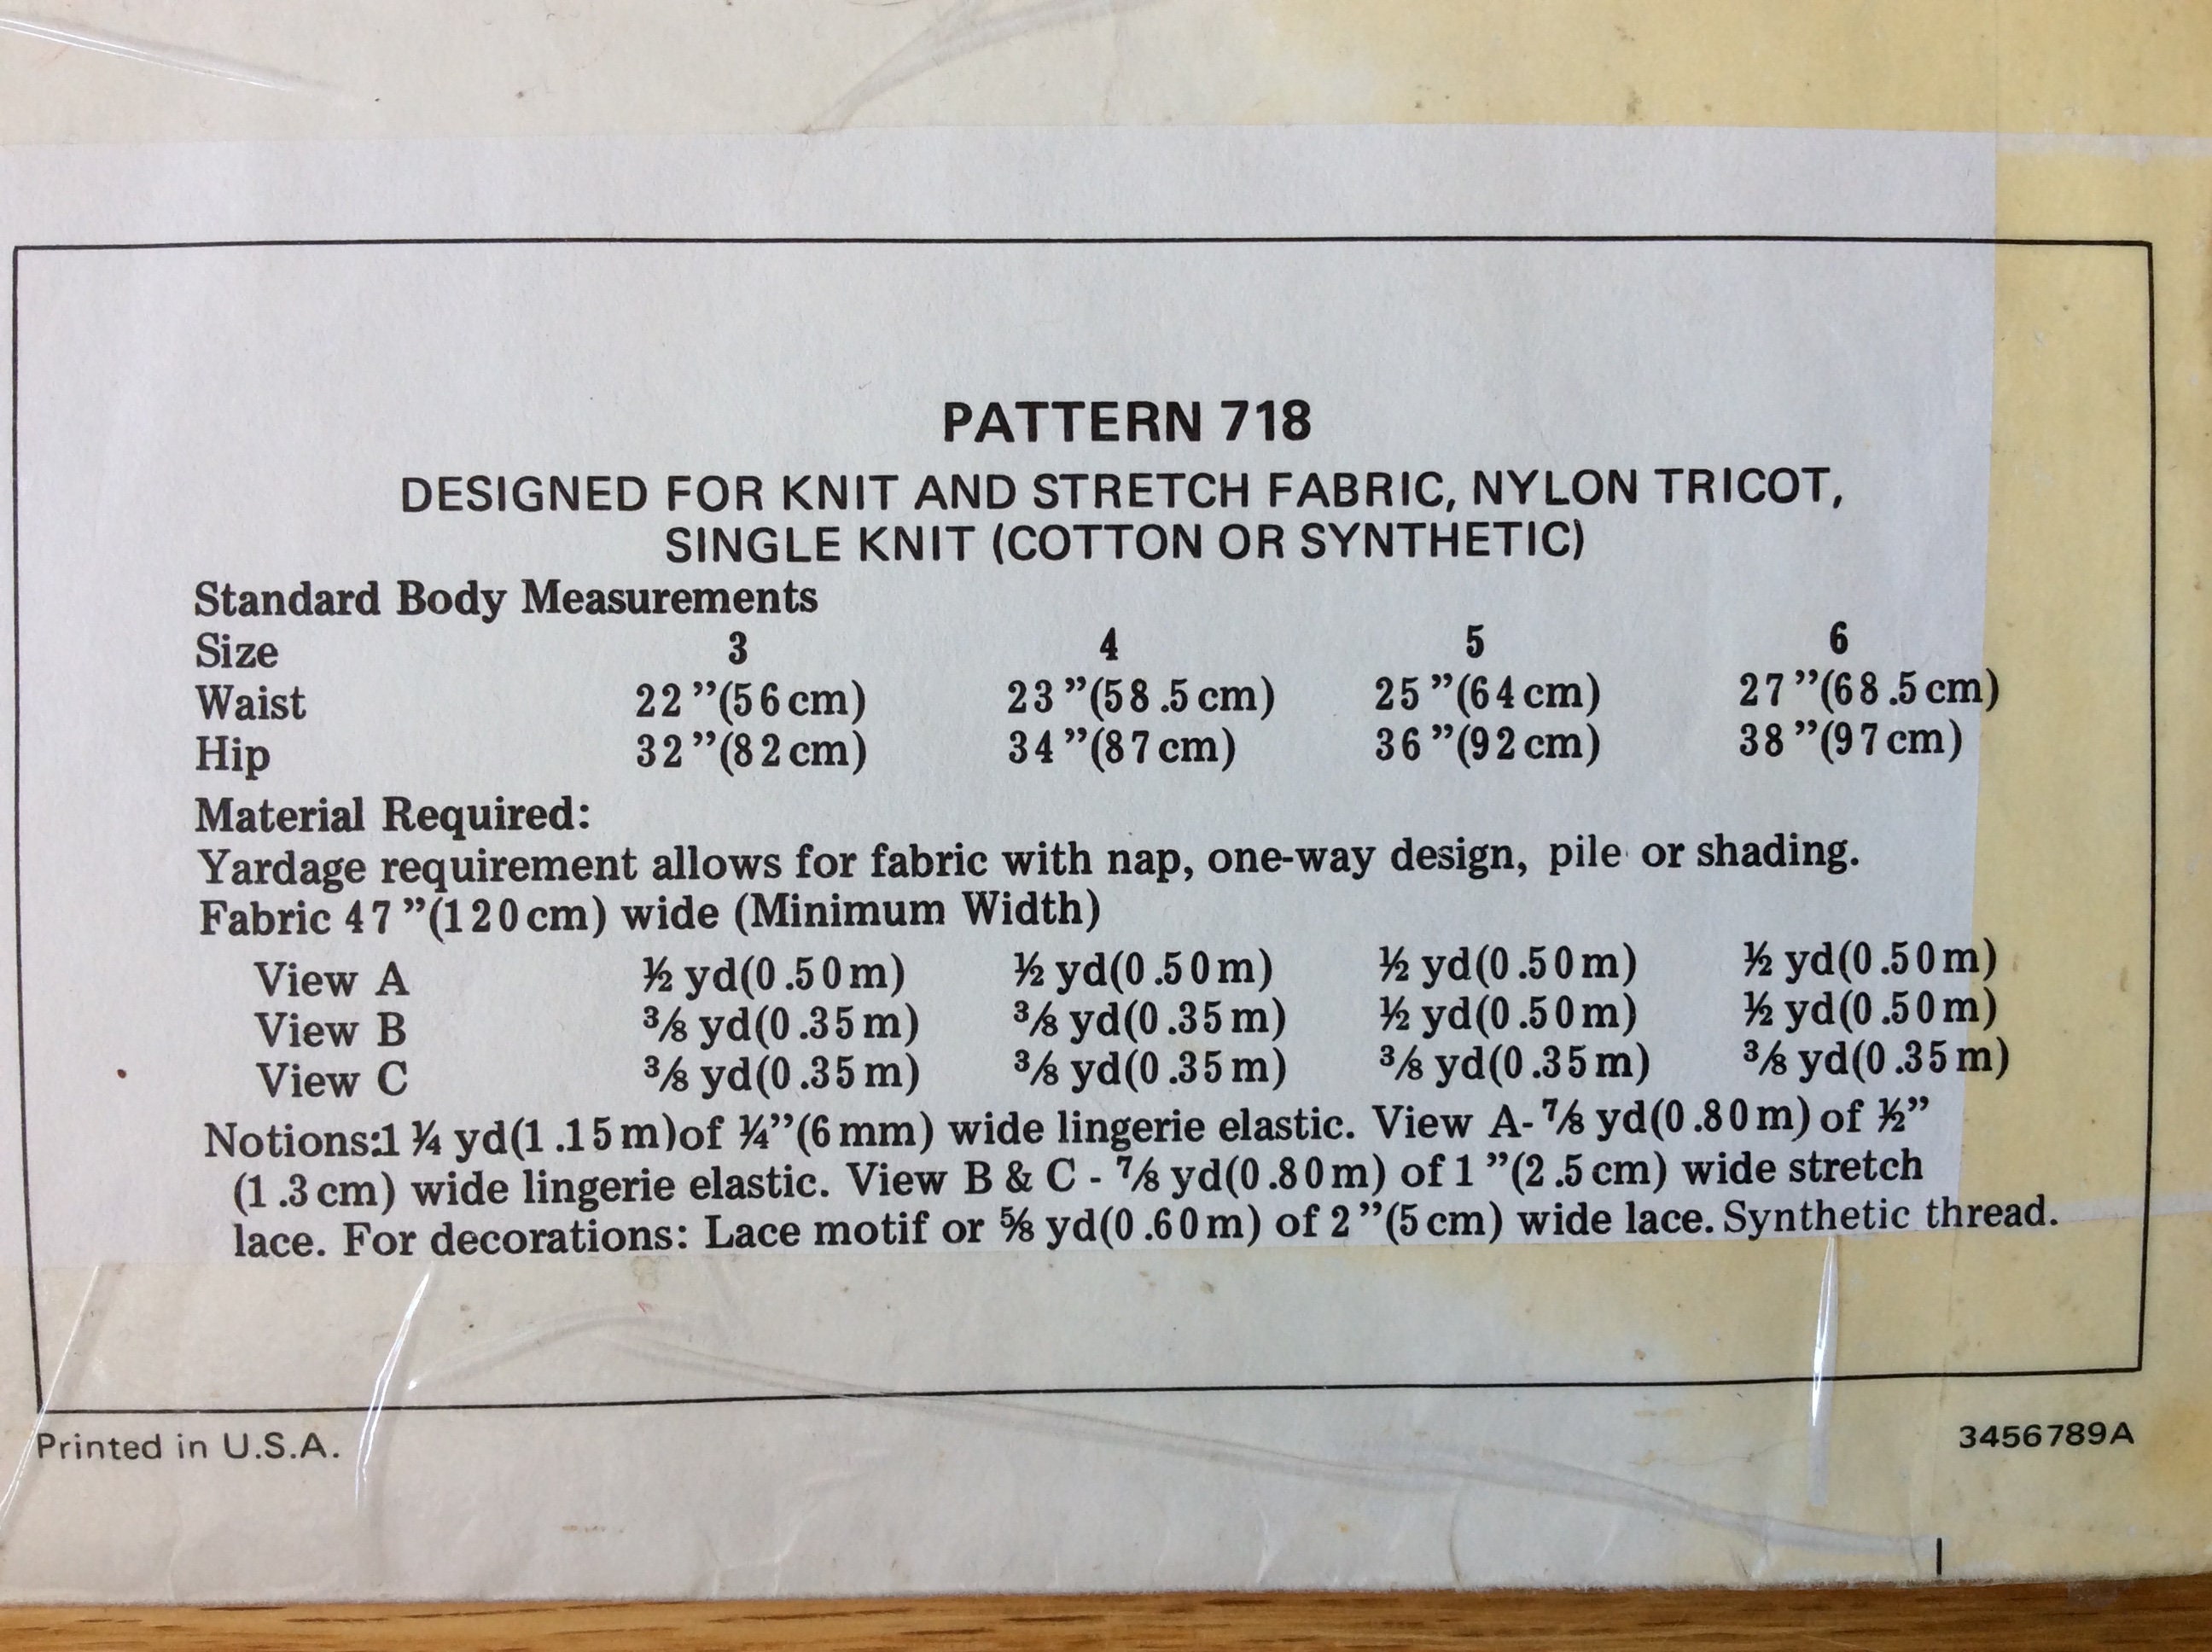 PATTERN 718
DESIGNED FOR KNIT AND STRETCH FABRIC, NYLON TRICOT,
SINGLE KNIT (COTTON OR SYNTHETIC)
Standard Body Measurements
Size 3 4 5 6
Waist 22”(56cm) 23”(58.5cm) 25”(64cm) 27”(68.5cm)
Hip 32”(82cm) 34”(87cm) 36”(92cm) 38”(97cm)
Material Required:
Yardage requirement allows for fabric with nap, one-way design, pile or shading.
Fabric 47”(120cm) wide (Minimum Width)
View A ½ yd(0.50m) ½ yd(0.50m) ½ yd(0.50m) ½ yd(0.50m)
View B ⅜ yd(0.35m) ⅜ yd(0.35m) ½ yd(0.50m) ½ yd(0.50m)
View C ⅜ yd(0.35m) ⅜ yd(0.35m) ⅜ yd(0.35m) ⅜ yd(0.35m)
Notions:1 ¼ yd(1.15m)of ¼”(6mm) wide lingerie elastic. View A- ⅞ yd(0.80m) of ½”
(1.3cm) wide lingerie elastic. View B & C - ⅞ yd(0.80m) of 1”(2.5cm) wide stretch
lace. For decorations: Lace motif or ⅝ yd(0.60m) of 2”(5cm) wide lace. Synthetic thread.
Printed in U.S.A. 3456789A